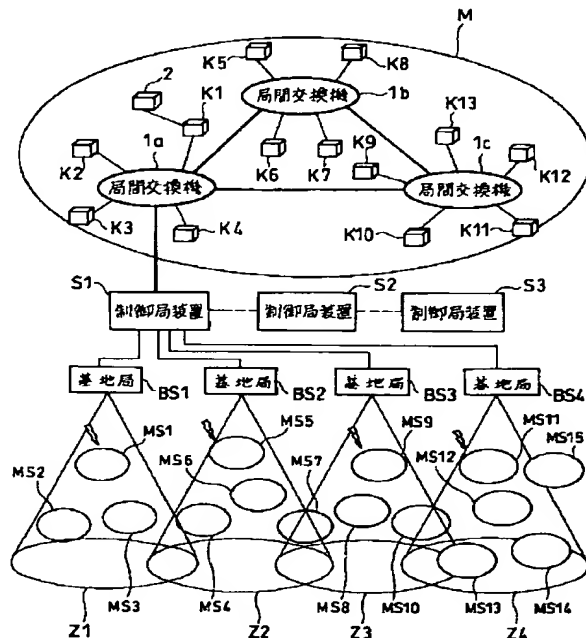 M
K5
K8
2
K1
局間交換機
1b
K13
1a
1c
K2
K6
K7
K9
K12
局間交換機
局間交換機
K3
K4
K10
K11
S1
S2
S3
制御局装置
制御局装置
制御局装置
基地局
BS1
基地局
BS2
基地局
BS3
基地局
BS4
MS1
MS5
MS9
MS11
MS15
MS2
MS6
MS7
MS12
MS3
MS4
MS8
MS10
MS13
MS14
Z1
Z2
Z3
Z4